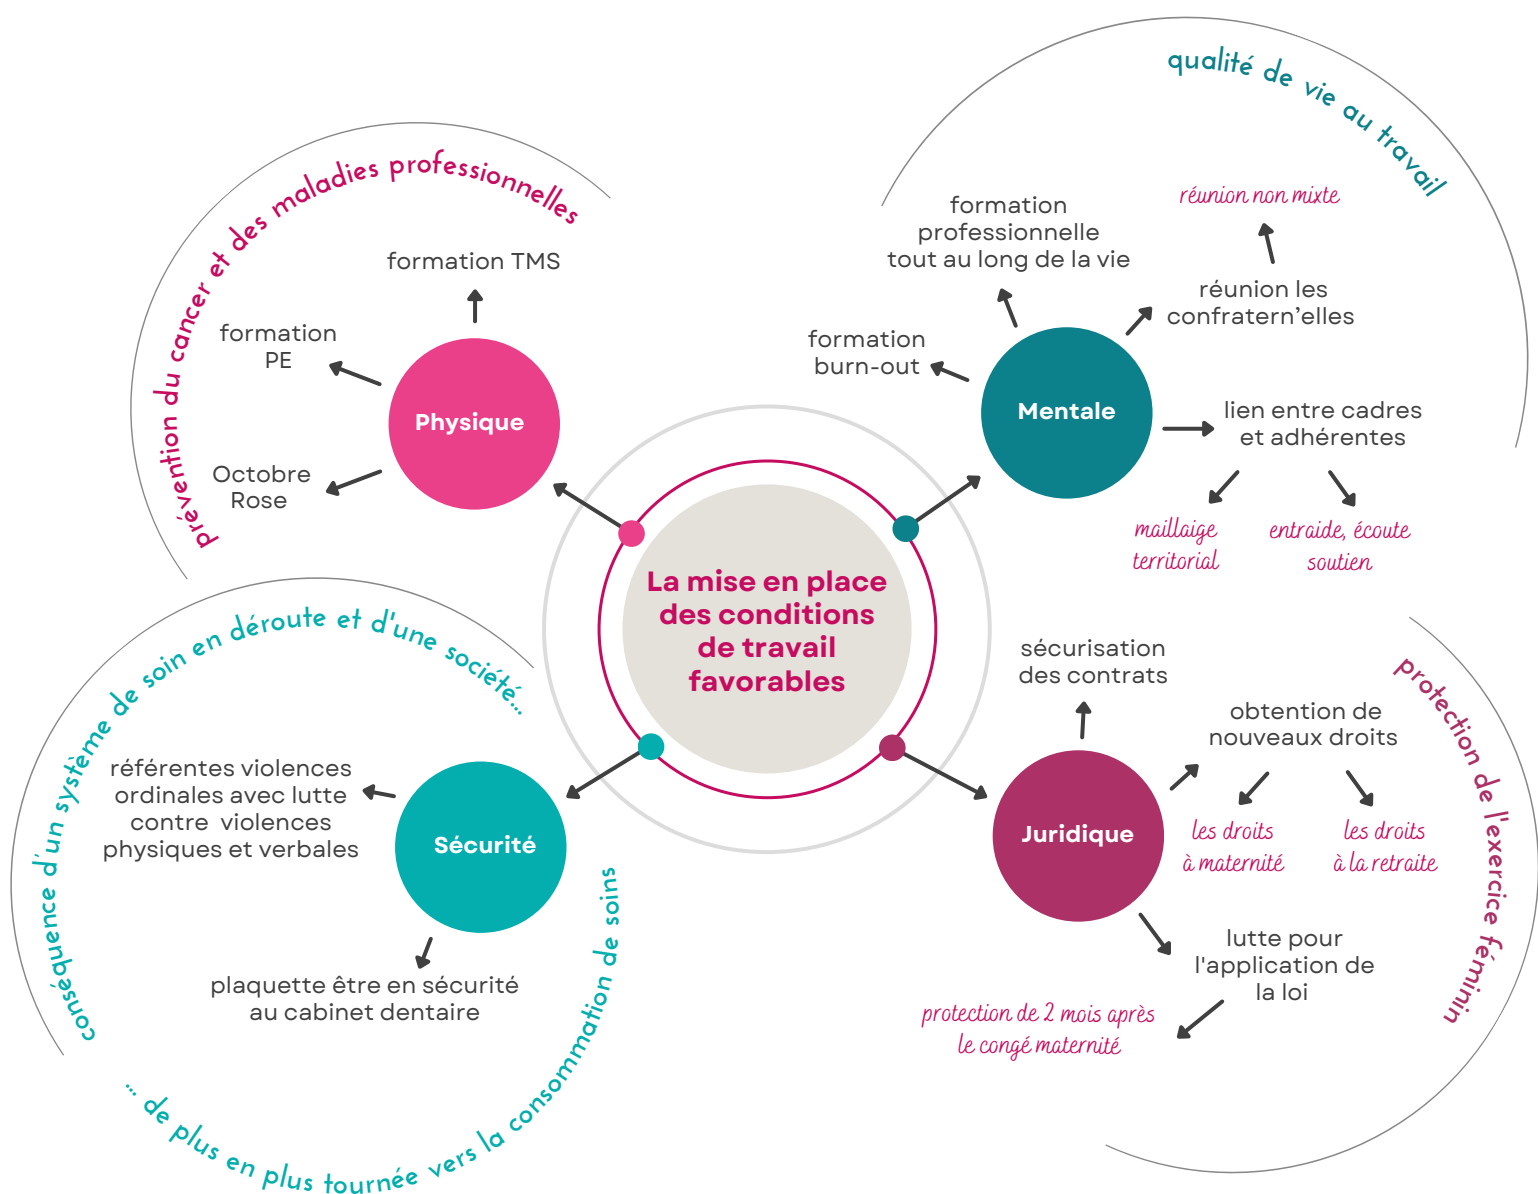 prévention du cancer et des maladies professionnelles
formation TMS
formation
PE
Octobre
Rose
Physique
qualité de vie au travail
formation
professionnelle
tout au long de la vie
réunion non mixte
réunion les
confratern'elles
formation
burn-out
Mentale
lien entre cadres
et adhérentes
maillaige
territorial
entraide, écoute
soutien
La mise en place
des conditions
de travail
favorables
conséquence d'un système de soin en déroute et d'une société...
référentes violences
ordinales avec lutte
contre violences
physiques et verbales
Sécurité
plaquette être en sécurité
au cabinet dentaire
... de plus en plus tournée vers la consommation de soins
protection de l'exercice féminin
sécurisation
des contrats
obtention de
nouveaux droits
Juridique
les droits
à maternité
les droits
à la retraite
lutte pour
l'application de
la loi
protection de 2 mois après
le congé maternité